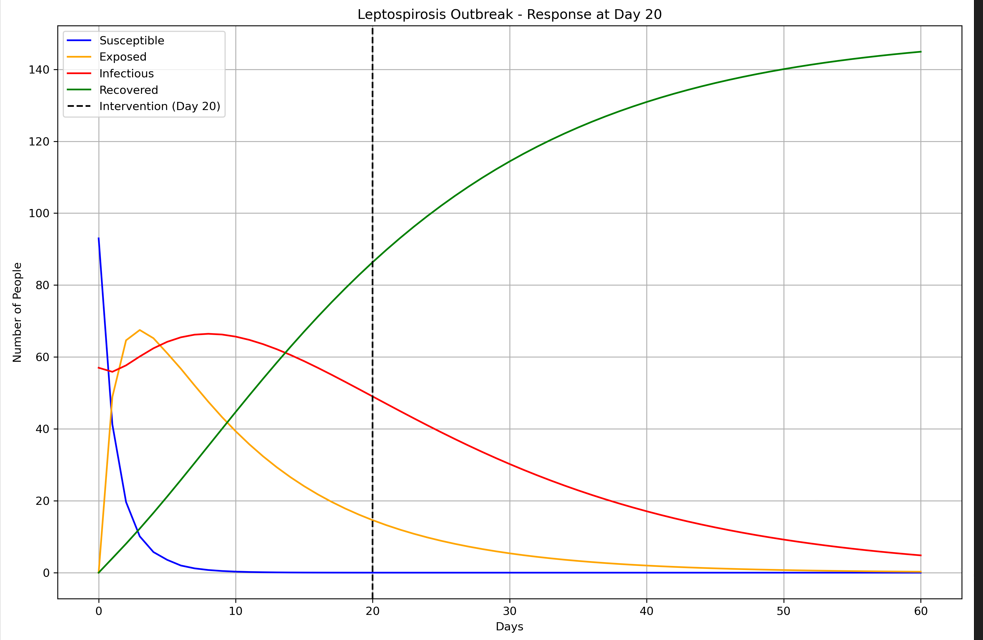 Leptospirosis Outbreak - Response at Day 20
Susceptible
Exposed
Infectious
Recovered
Intervention (Day 20)
Number of People
140
120
100
80
60
40
20
0
0 10 20 30 40 50 60
Days